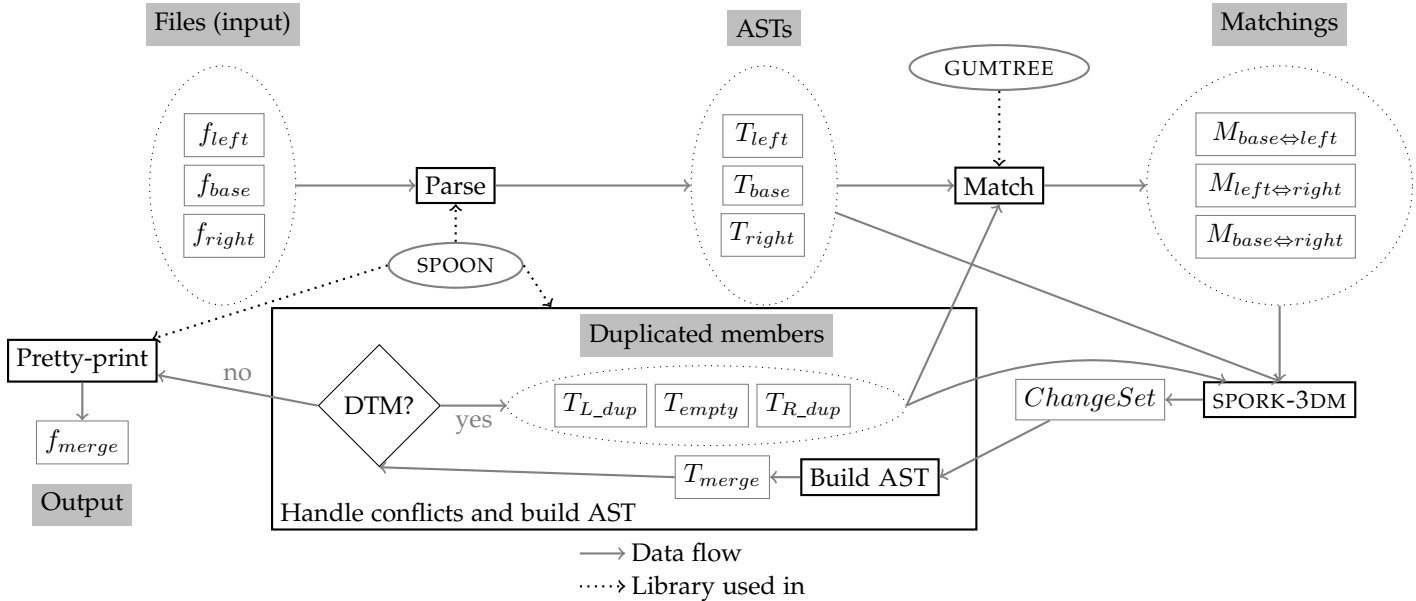 Files (input)
ASTs
Matchings
GUMTREE
f_left
T_left
M_base⇔left
f_base
Parse
T_base
Match
M_left⇔right
f_right
T_right
M_base⇔right
SPOON
Duplicated members
Pretty-print
no
DTM?
yes
T_L_dup
T_empty
T_R_dup
ChangeSet
SPORK-3DM
f_merge
T_merge
Build AST
Output
Handle conflicts and build AST
Data flow
Library used in